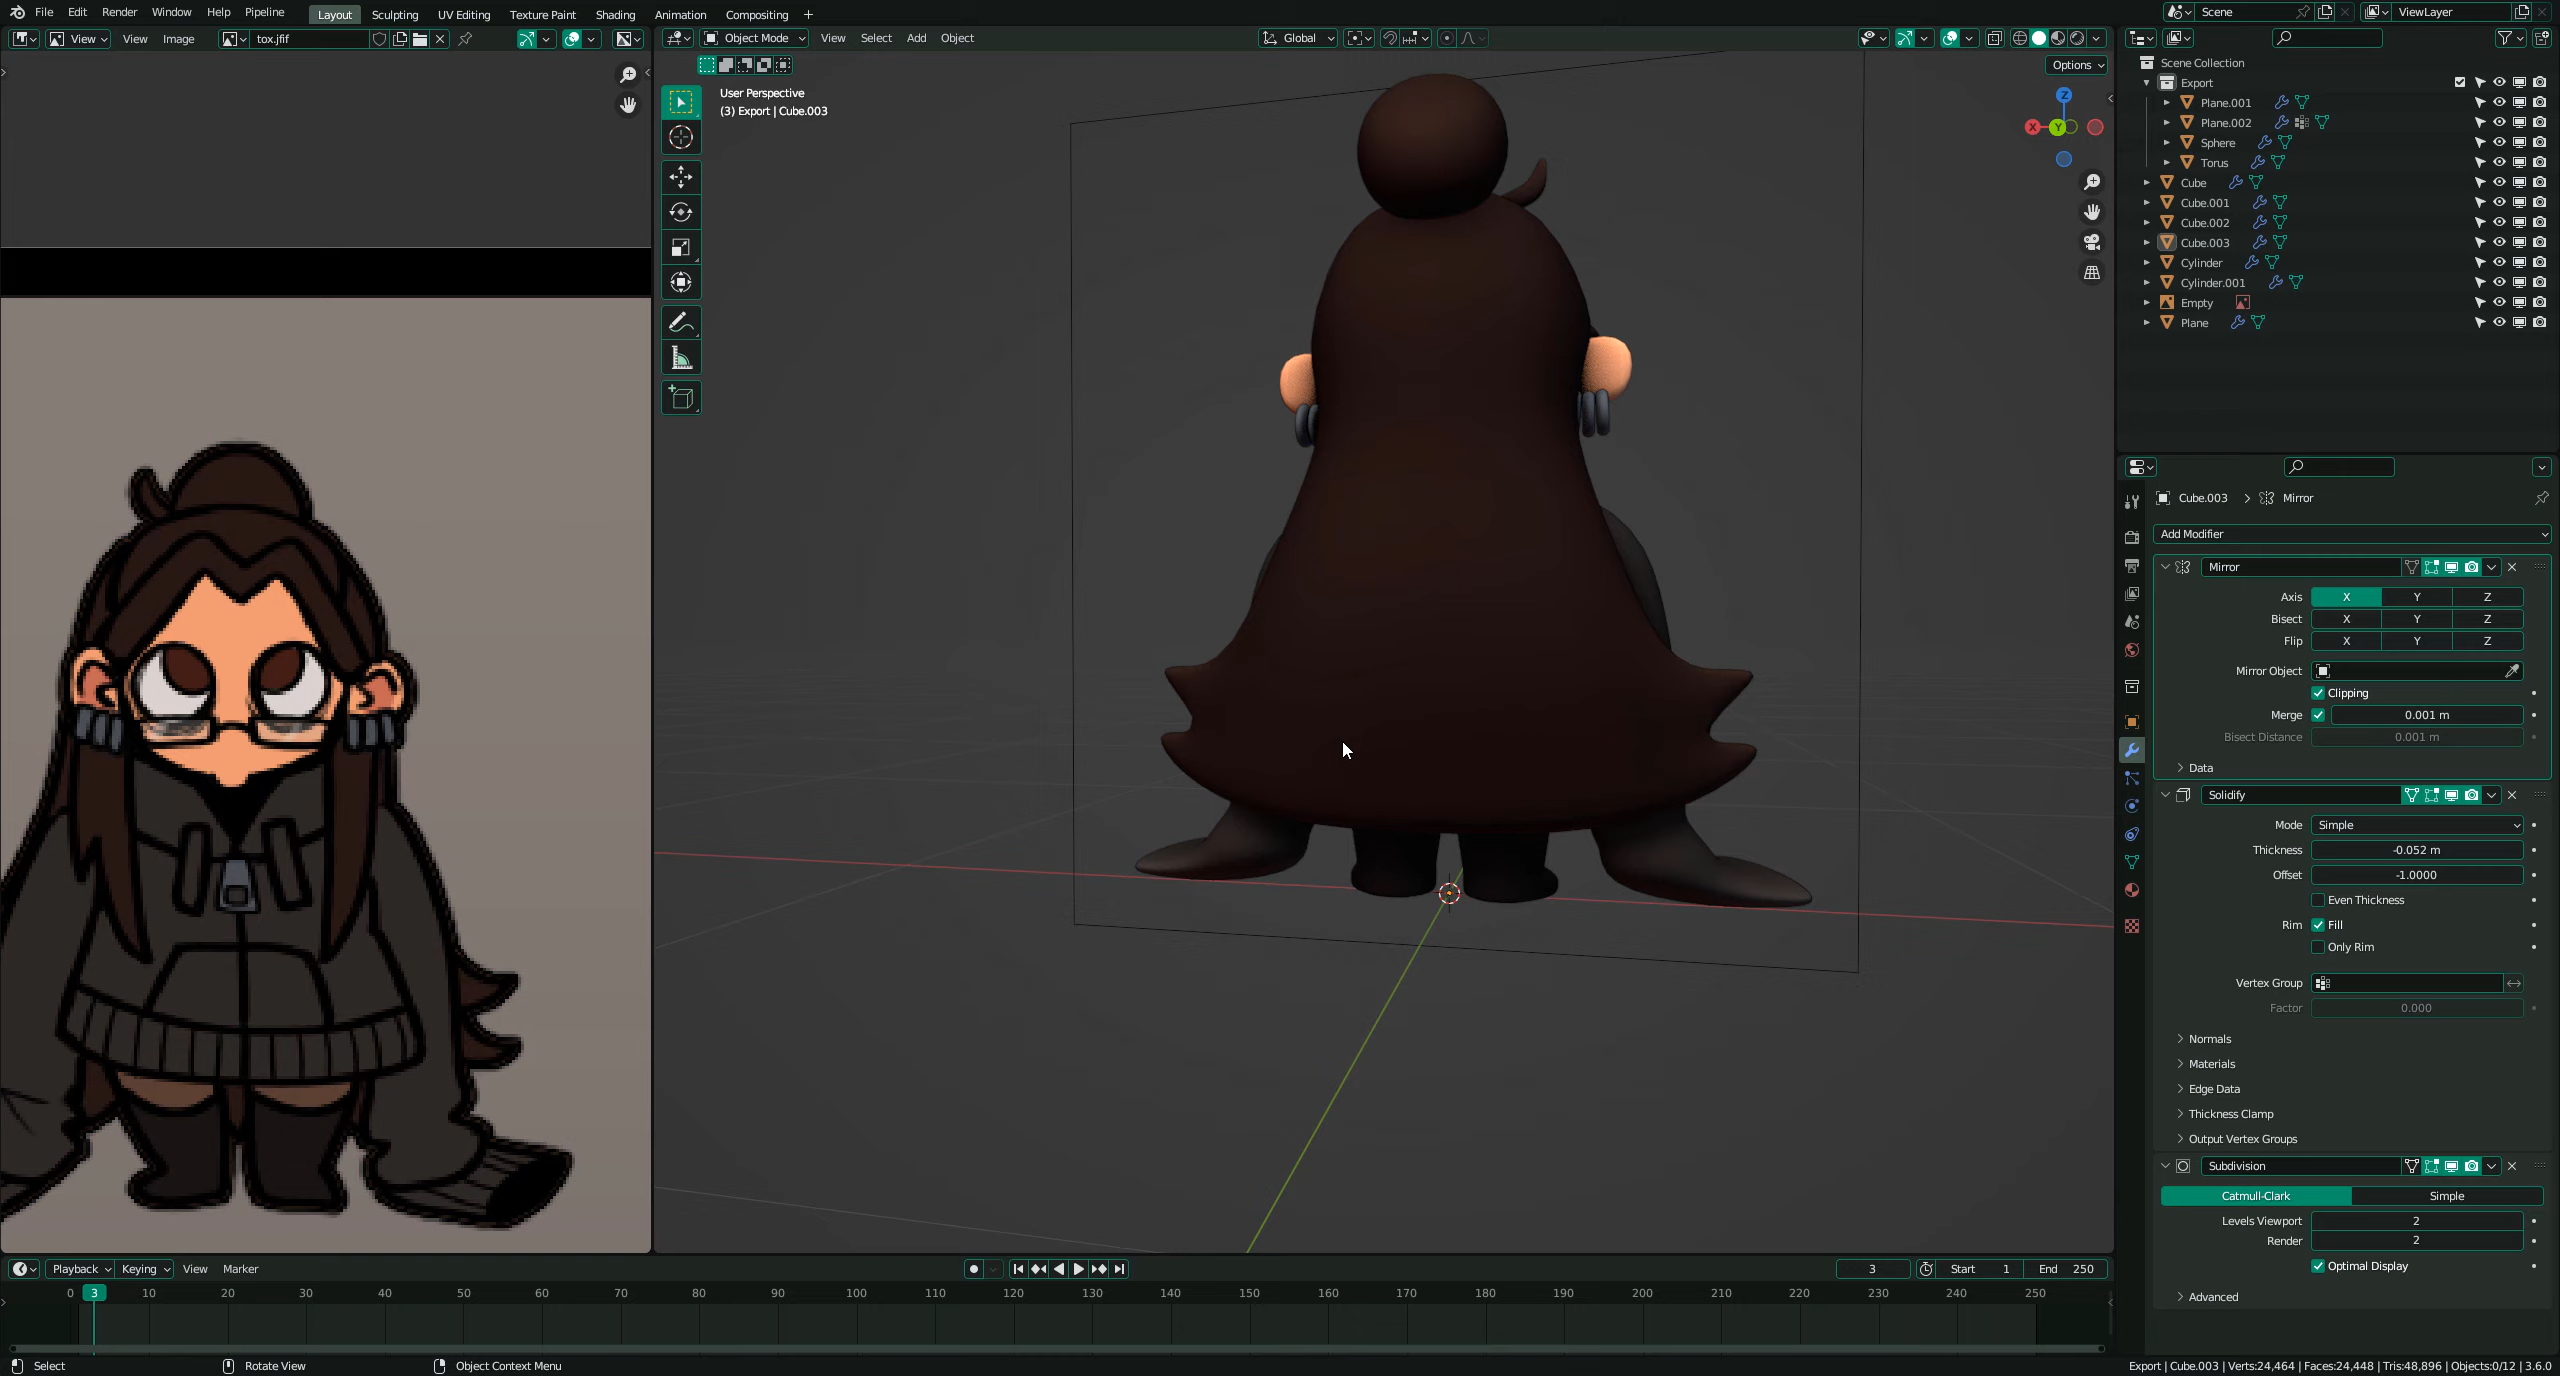 File Edit Render Window Help Pipeline Layout Sculpting UV Editing Texture Paint Shading Animation Compositing + Scene ViewLayer
View View Image tox.jfif Object Mode View Select Add Object Global
Options
User Perspective
(3) Export | Cube.003
Z
X Y
Scene Collection
Export
Plane.001
Plane.002
Sphere
Torus
Cube
Cube.001
Cube.002
Cube.003
Cylinder
Cylinder.001
Empty
Plane
Cube.003 > Mirror
Add Modifier
Mirror
Axis X Y Z
Bisect X Y Z
Flip X Y Z
Mirror Object
Clipping
Merge 0.001 m
Bisect Distance 0.001 m
Data
Solidify
Mode Simple
Thickness -0.052 m
Offset -1.0000
Even Thickness
Rim Fill
Only Rim
Vertex Group
Factor 0.000
Normals
Materials
Edge Data
Thickness Clamp
Output Vertex Groups
Subdivision
Catmull-Clark Simple
Levels Viewport 2
Render 2
Optimal Display
Advanced
Playback Keying View Marker 3 Start 1 End 250
0 3 10 20 30 40 50 60 70 80 90 100 110 120 130 140 150 160 170 180 190 200 210 220 230 240 250
Select Rotate View Object Context Menu Export | Cube.003 | Verts:24,464 | Faces:24,448 | Tris:48,896 | Objects:0/12 | 3.6.0